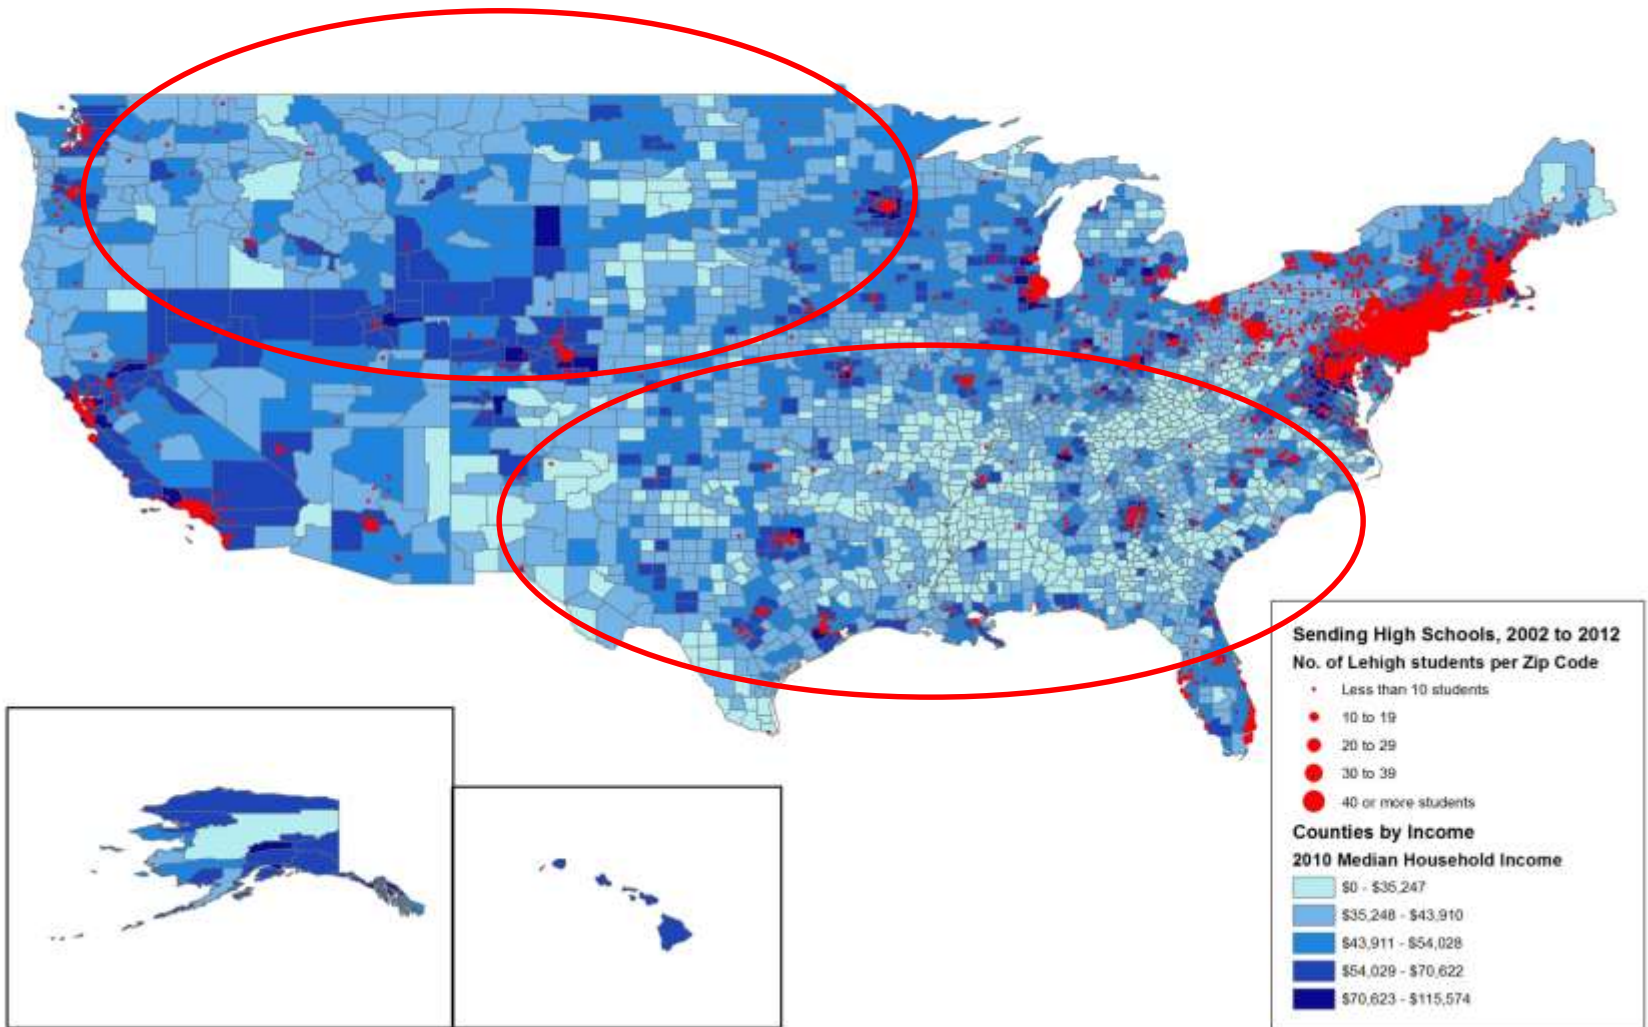 Sending High Schools, 2002 to 2012
No. of Lehigh students per Zip Code
Less than 10 students
10 to 19
20 to 29
30 to 39
40 or more students
Counties by Income
2010 Median Household Income
$0 - $35,247
$35,248 - $43,910
$43,911 - $54,028
$54,029 - $70,622
$70,623 - $115,574